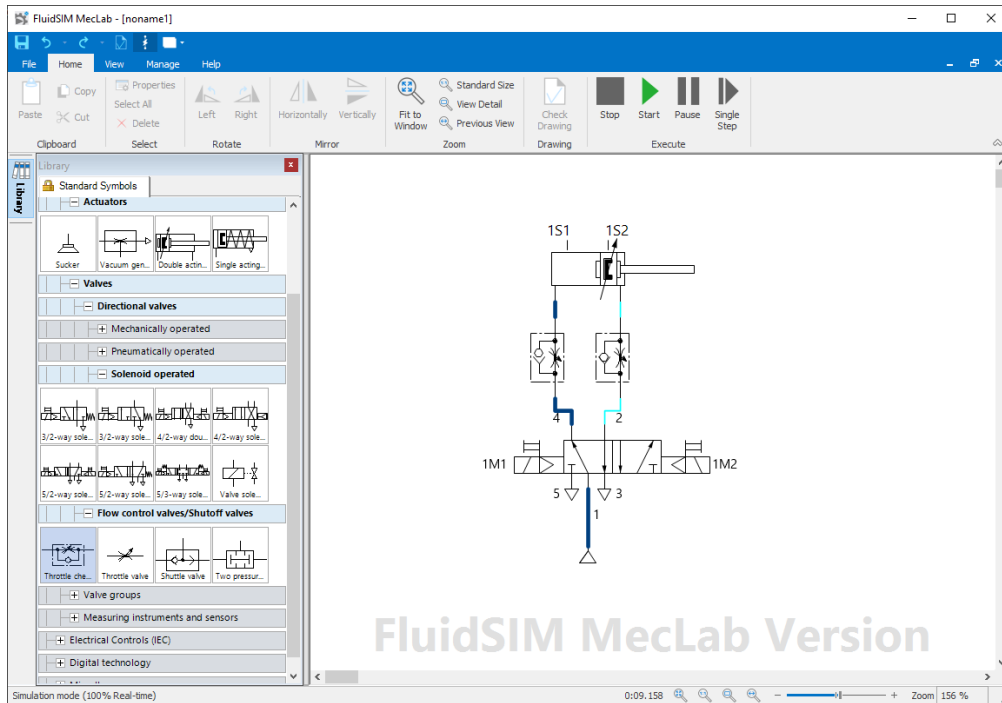 FluidSIM MecLab - [noname1]
File Home View Manage Help
Paste Copy Cut
Clipboard
Properties
Select All
Delete
Select
Left Right
Rotate
Horizontally Vertically
Mirror
Fit to Window
Standard Size
View Detail
Previous View
Zoom
Check Drawing
Drawing
Stop Start Pause Single Step
Execute
Library
Library
Standard Symbols
Actuators
Sucker Vacuum gen... Double actin... Single acting...
Valves
Directional valves
Mechanically operated
Pneumatically operated
Solenoid operated
3/2-way sole... 3/2-way sole... 4/2-way dou... 4/2-way sole...
5/2-way sole... 5/2-way sole... 5/3-way sole... Valve sole...
Flow control valves/Shutoff valves
Throttle che... Throttle valve Shuttle valve Two pressur...
Valve groups
Measuring instruments and sensors
Electrical Controls (IEC)
Digital technology
1S1 1S2
4 2
1M1 1M2
5 3
1
FluidSIM MecLab Version
Simulation mode (100% Real-time) 0:09.158 Zoom 156 %